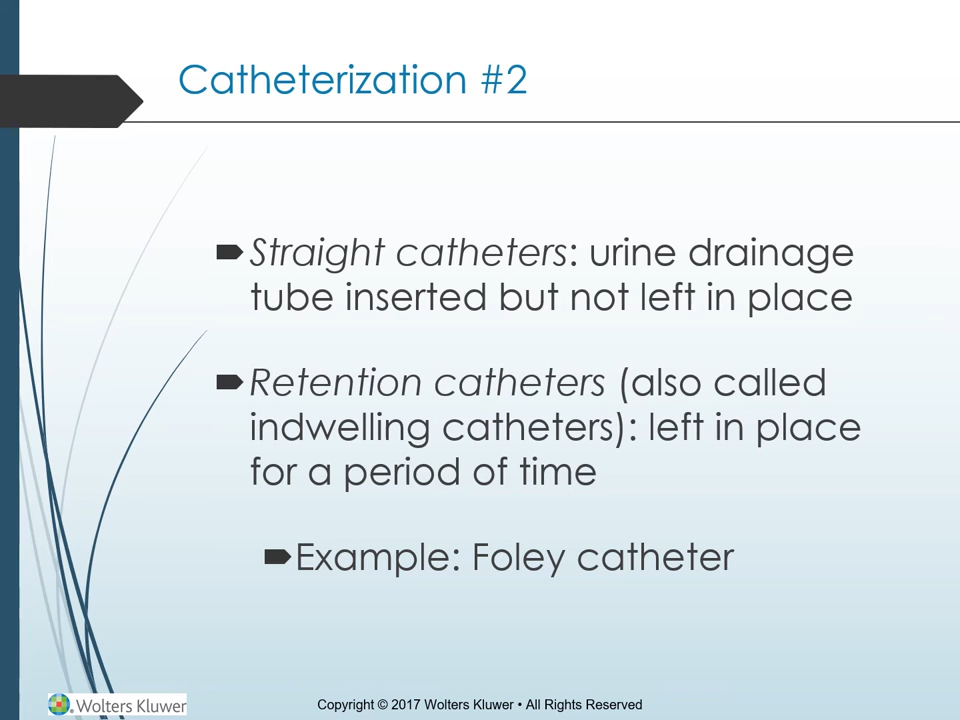 Catheterization #2
Straight catheters: urine drainage
tube inserted but not left in place
Retention catheters (also called
indwelling catheters): left in place
for a period of time
Example: Foley catheter
Wolters Kluwer
Copyright © 2017 Wolters Kluwer • All Rights Reserved